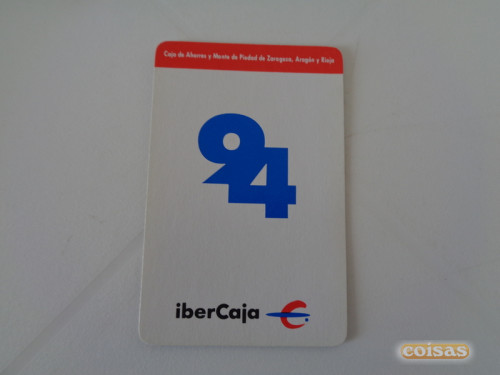 Caja de Ahorros y Monte de Piedad de Zaragoza, Aragón y Rioja
94
iberCaja
coisas